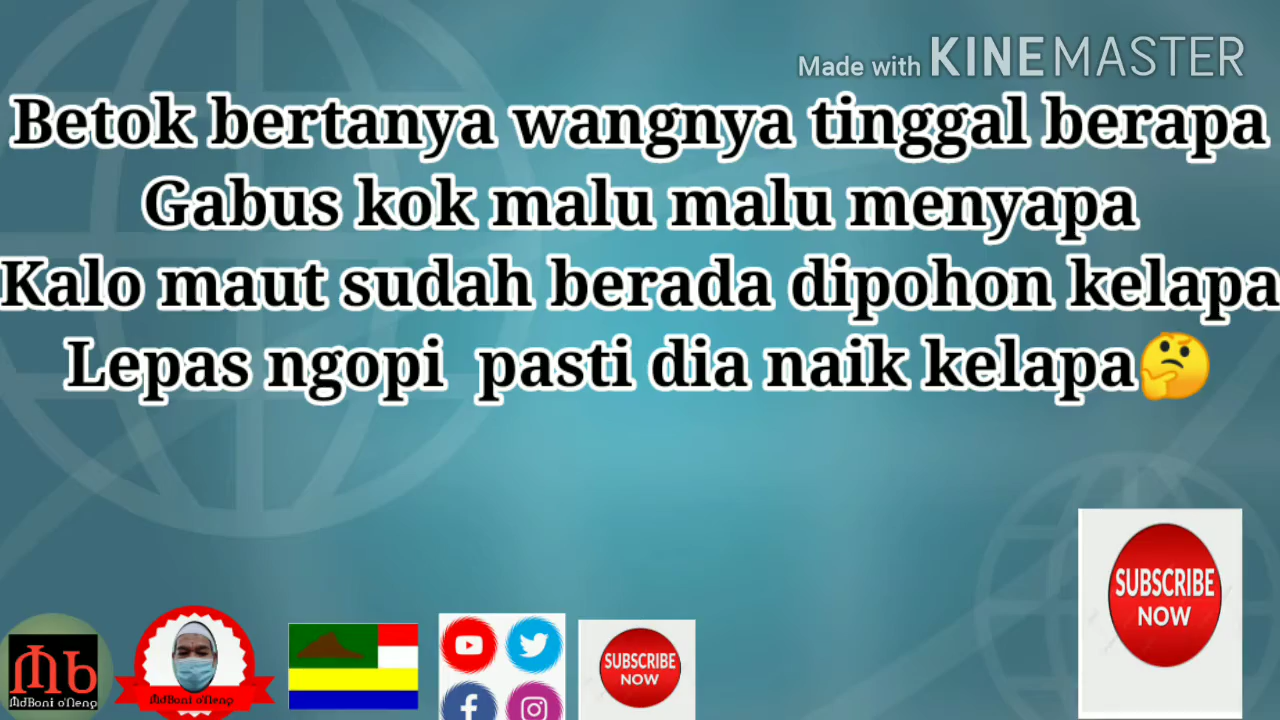 Made with KINEMASTER
Betok bertanya wangnya tinggal berapa
Gabus kok malu malu menyapa
Kalo maut sudah berada dipohon kelapa
Lepas ngopi pasti dia naik kelapa🤔
SUBSCRIBE
NOW
SUBSCRIBE
NOW